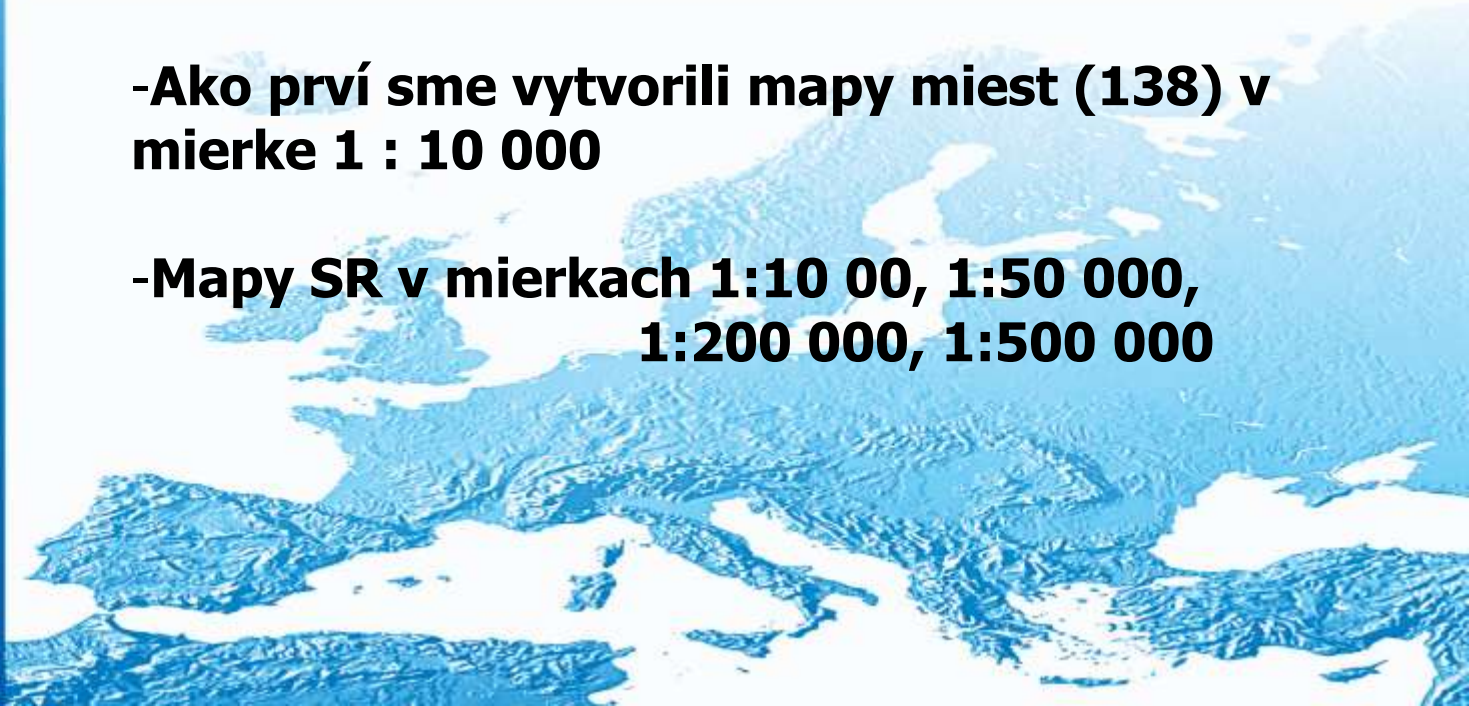 -Ako prví sme vytvorili mapy miest (138) v
mierke 1 : 10 000
-Mapy SR v mierkach 1:10 00, 1:50 000,
1:200 000, 1:500 000